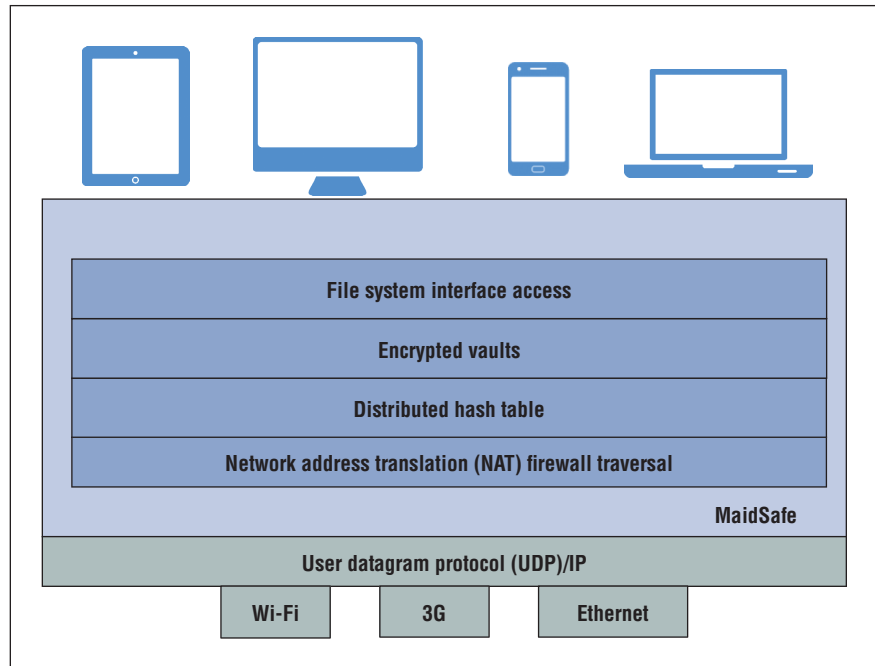 File system interface access
Encrypted vaults
Distributed hash table
Network address translation (NAT) firewall traversal
MaidSafe
User datagram protocol (UDP)/IP
Wi-Fi
3G
Ethernet